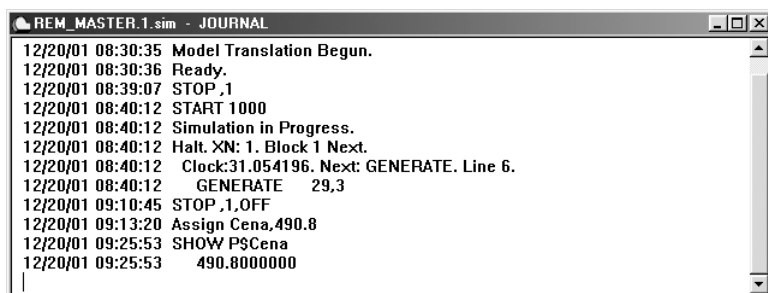 REM_MASTER.1.sim - JOURNAL
12/20/01 08:30:35 Model Translation Begun.
12/20/01 08:30:36 Ready.
12/20/01 08:39:07 STOP ,1
12/20/01 08:40:12 START 1000
12/20/01 08:40:12 Simulation in Progress.
12/20/01 08:40:12 Halt. XN: 1. Block 1 Next.
12/20/01 08:40:12 Clock:31.054196. Next: GENERATE. Line 6.
12/20/01 08:40:12 GENERATE 29,3
12/20/01 09:10:45 STOP ,1,OFF
12/20/01 09:13:20 Assign Cena,490.8
12/20/01 09:25:53 SHOW P$Cena
12/20/01 09:25:53 490.8000000